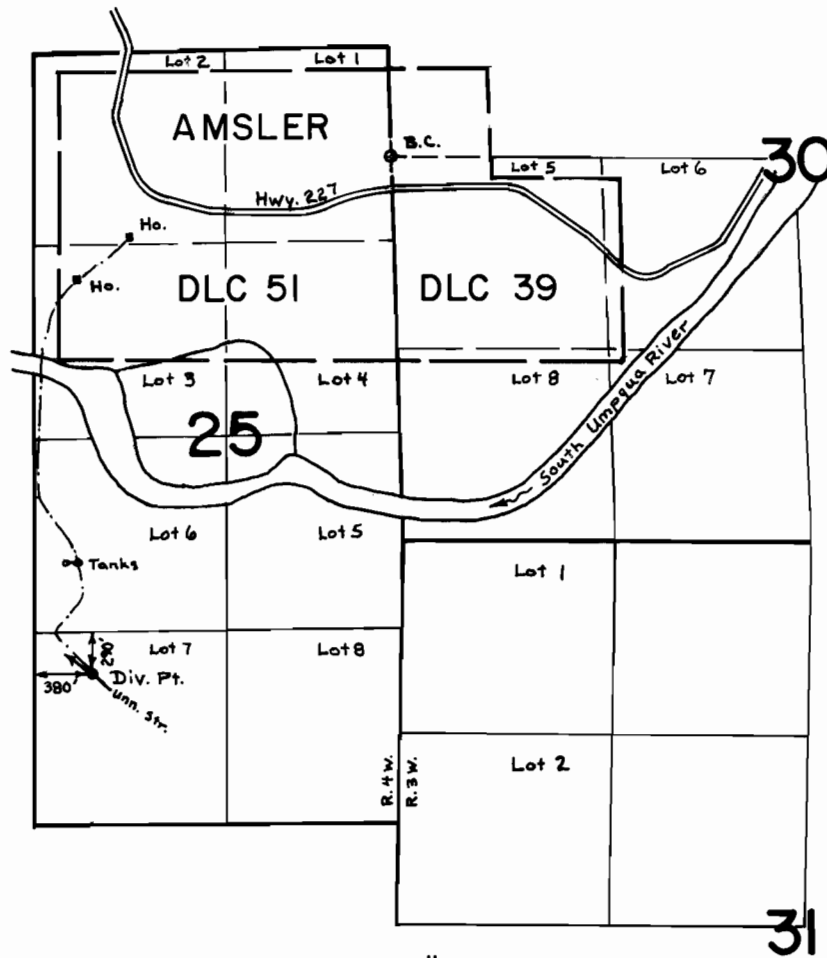 Lot 2
Lot 1
AMSLER
B.C.
30
Lot 5
Lot 6
Hwy. 227
Ho.
Ho.
DLC 51
DLC 39
Lot 3
Lot 4
Lot 8
Lot 7
25
South Umpqua River
Lot 6
Lot 5
Tanks
Lot 1
Lot 7
Lot 8
290'
380'
Div. Pt.
unn. str.
R. 4 W.
R. 3 W.
Lot 2
31